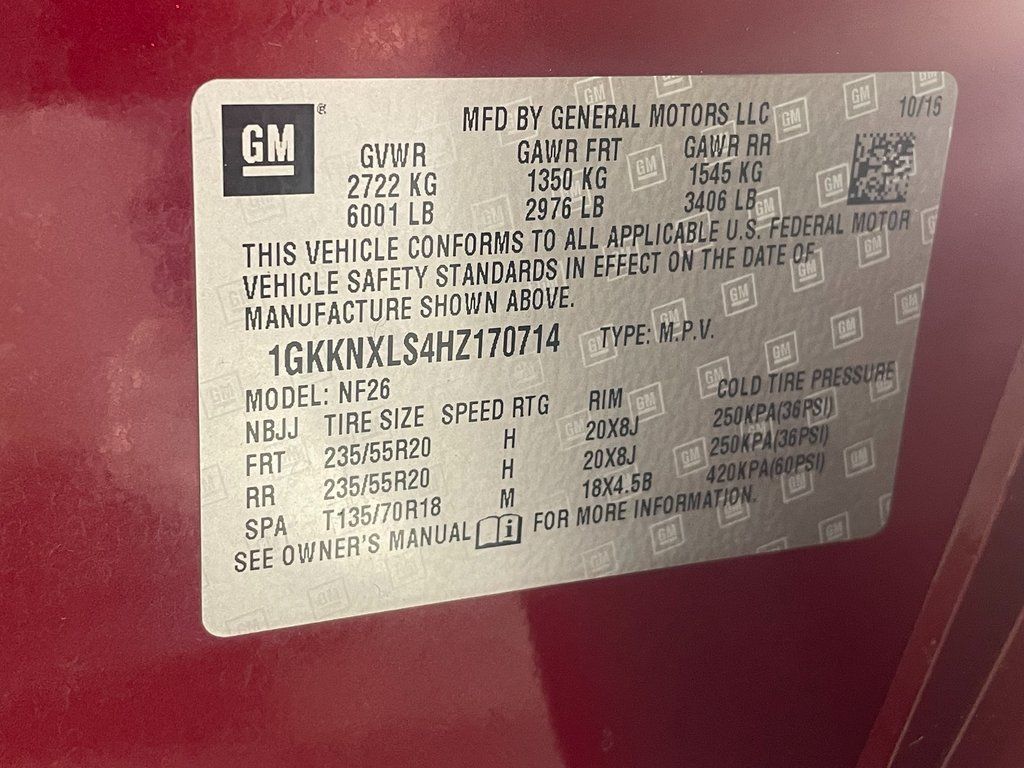 GM ®
MFD BY GENERAL MOTORS LLC
10/16
GVWR GAWR FRT GAWR RR
2722 KG 1350 KG 1545 KG
6001 LB 2976 LB 3406 LB
THIS VEHICLE CONFORMS TO ALL APPLICABLE U.S. FEDERAL MOTOR
VEHICLE SAFETY STANDARDS IN EFFECT ON THE DATE OF
MANUFACTURE SHOWN ABOVE.
1GKKNXLS4HZ170714 TYPE: M.P.V.
MODEL: NF26
NBJJ TIRE SIZE SPEED RTG RIM COLD TIRE PRESSURE
FRT 235/55R20 H 20X8J 250KPA(36PSI)
RR 235/55R20 H 20X8J 250KPA(36PSI)
SPA T135/70R18 M 18X4.5B 420KPA(60PSI)
SEE OWNER'S MANUAL i FOR MORE INFORMATION.